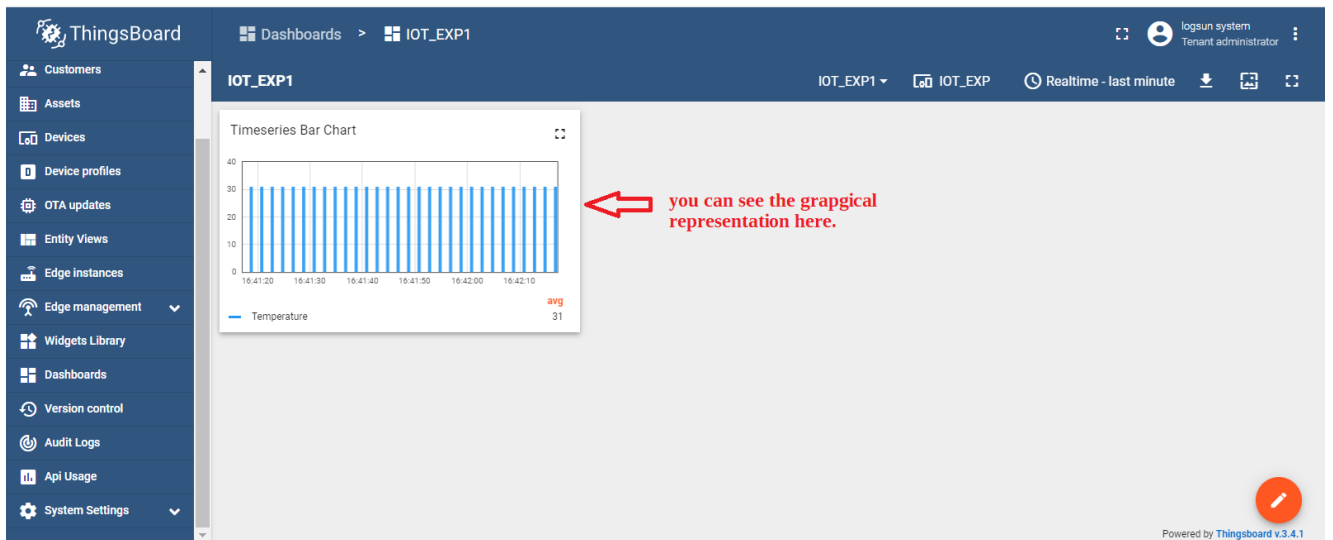 ThingsBoard
Dashboards > IOT_EXP1
logsun system
Tenant administrator
Customers
Assets
Devices
Device profiles
OTA updates
Entity Views
Edge instances
Edge management
Widgets Library
Dashboards
Version control
Audit Logs
Api Usage
System Settings
IOT_EXP1
IOT_EXP1
IOT_EXP
Realtime - last minute
Timeseries Bar Chart
40
30
20
10
0
16:41:20 16:41:30 16:41:40 16:41:50 16:42:00 16:42:10
avg
Temperature 31
you can see the grapgical
representation here.
Powered by Thingsboard v.3.4.1